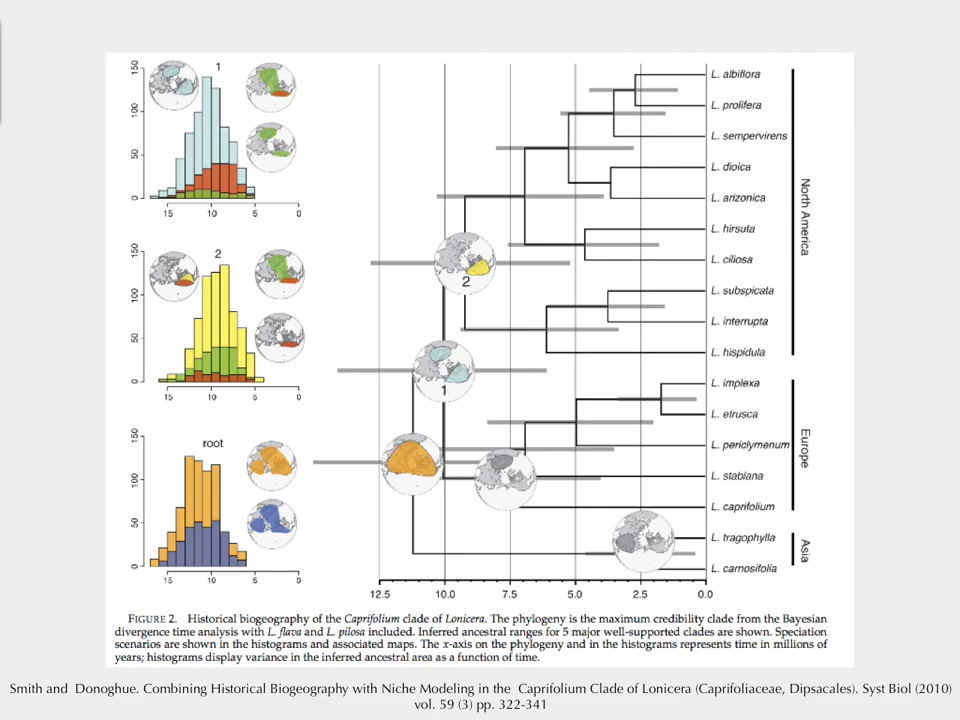 1
150
100
50
0
15 10 5 0
2
150
100
50
0
15 10 5 0
root
150
100
50
0
15 10 5 0
L. albiflora
L. prolifera
L. sempervirens
L. dioica
L. arizonica
L. hirsuta
L. ciliosa
L. subspicata
L. interrupta
L. hispidula
L. implexa
L. etrusca
L. periclymenum
L. stabiana
L. caprifolium
L. tragophylla
L. carnosifolia
North America
Europe
Asia
2
1
12.5 10.0 7.5 5.0 2.5 0.0
FIGURE 2. Historical biogeography of the Caprifolium clade of Lonicera. The phylogeny is the maximum credibility clade from the Bayesian
divergence time analysis with L. flava and L. pilosa included. Inferred ancestral ranges for 5 major well-supported clades are shown. Speciation
scenarios are shown in the histograms and associated maps. The x-axis on the phylogeny and in the histograms represents time in millions of
years; histograms display variance in the inferred ancestral area as a function of time.
Smith and Donoghue. Combining Historical Biogeography with Niche Modeling in the Caprifolium Clade of Lonicera (Caprifoliaceae, Dipsacales). Syst Biol (2010)
vol. 59 (3) pp. 322-341